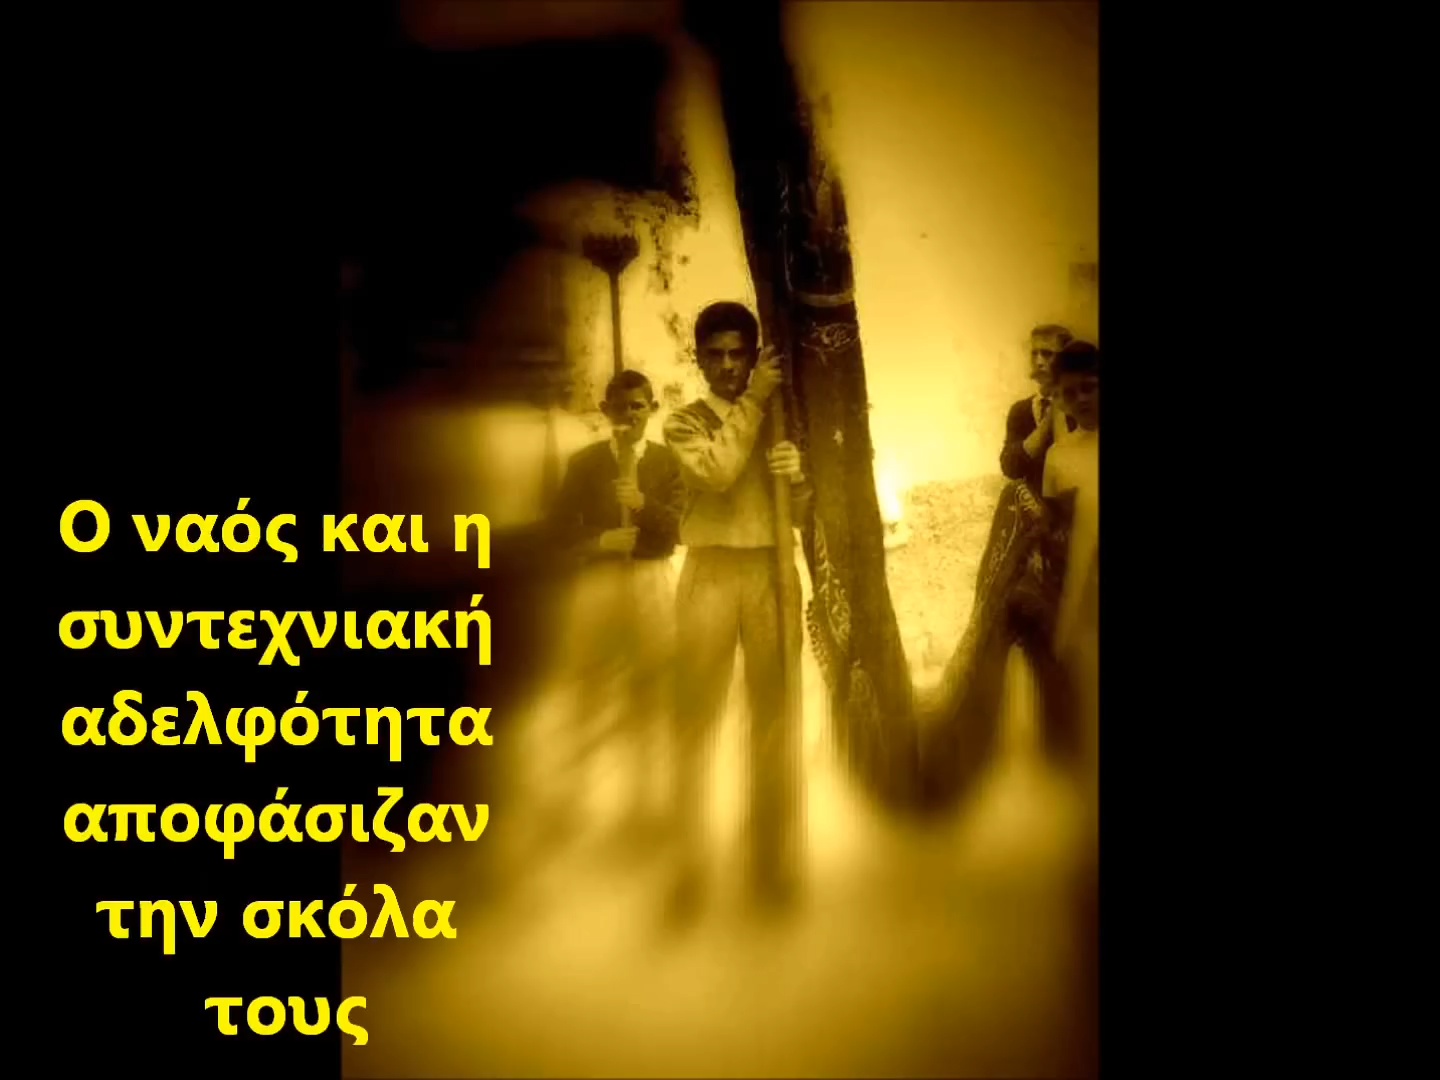 Ο ναός και η
συντεχνιακή
αδελφότητα
αποφάσιζαν
την σκόλα
τους